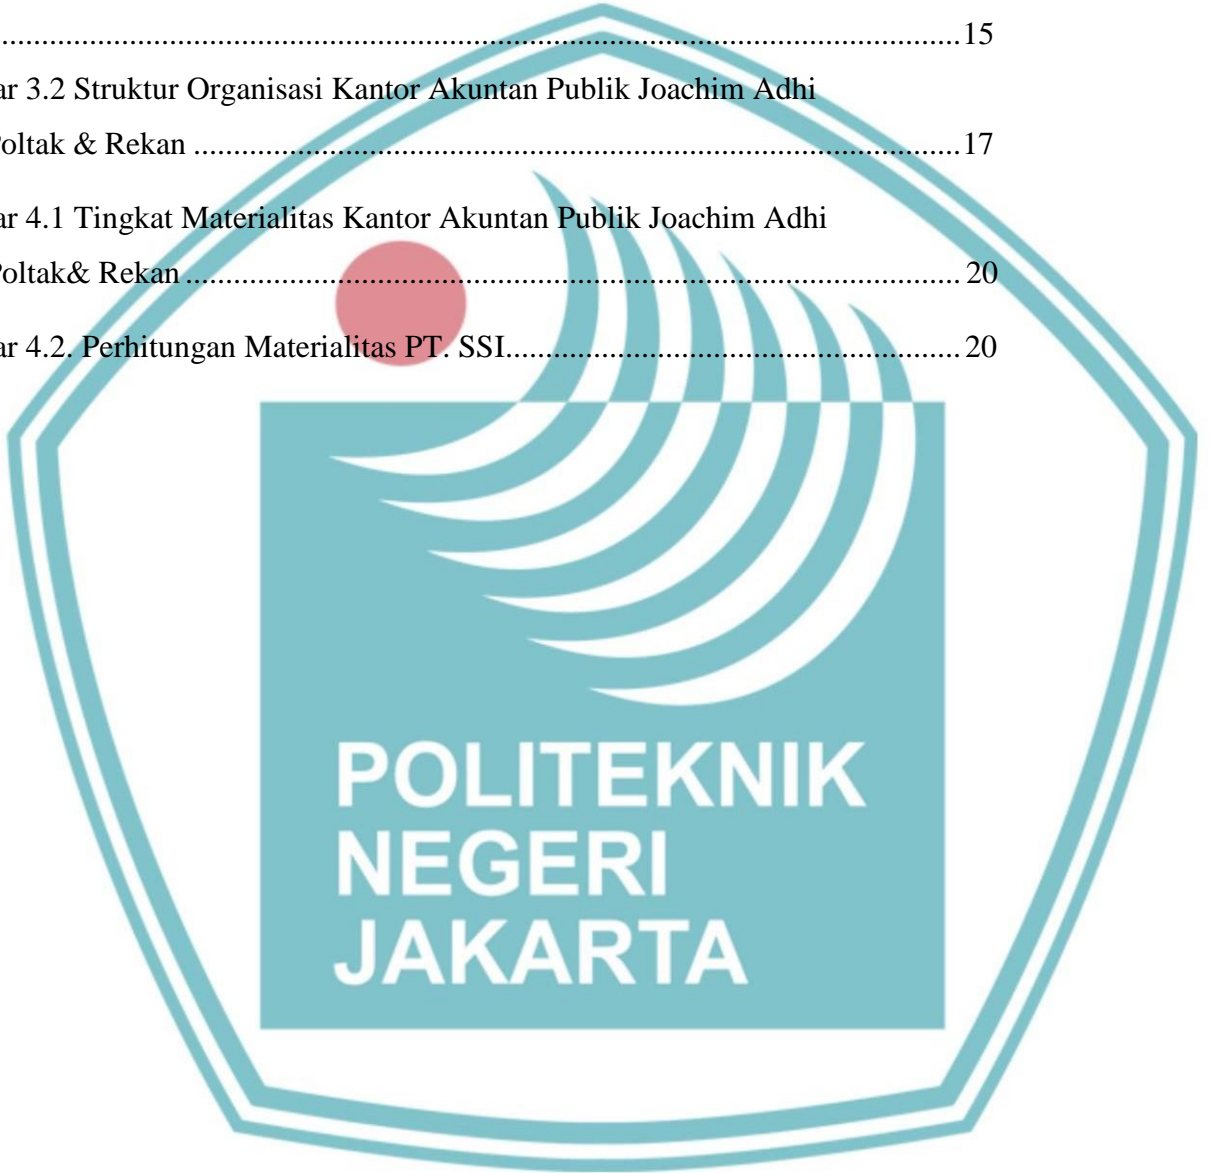 ...............................................................................................................................15
ar 3.2 Struktur Organisasi Kantor Akuntan Publik Joachim Adhi
Poltak & Rekan ...............................................................................................17
ar 4.1 Tingkat Materialitas Kantor Akuntan Publik Joachim Adhi
Poltak& Rekan................................................................................................ 20
ar 4.2. Perhitungan Materialitas PT. SSI........................................................ 20
POLITEKNIK
NEGERI
JAKARTA